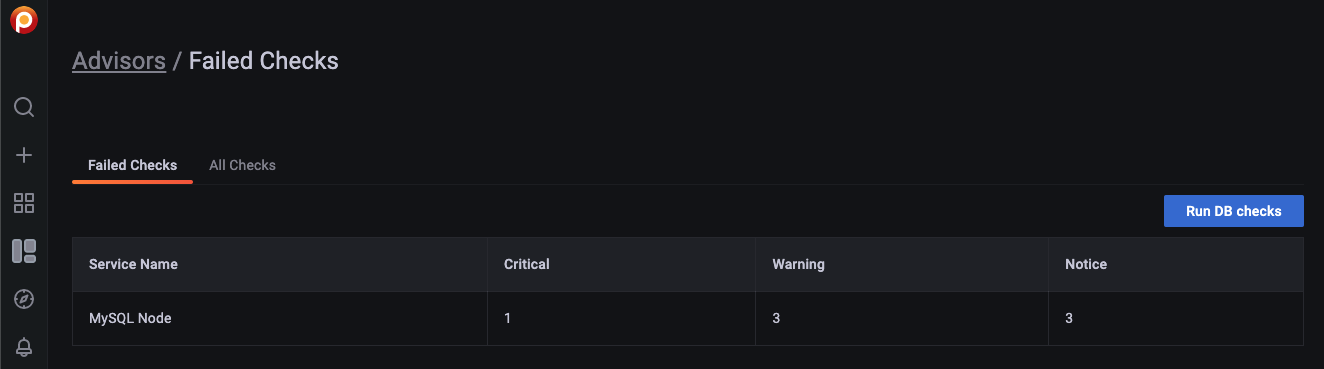 Advisors / Failed Checks
Failed Checks All Checks
Run DB checks
Service Name Critical Warning Notice
MySQL Node 1 3 3